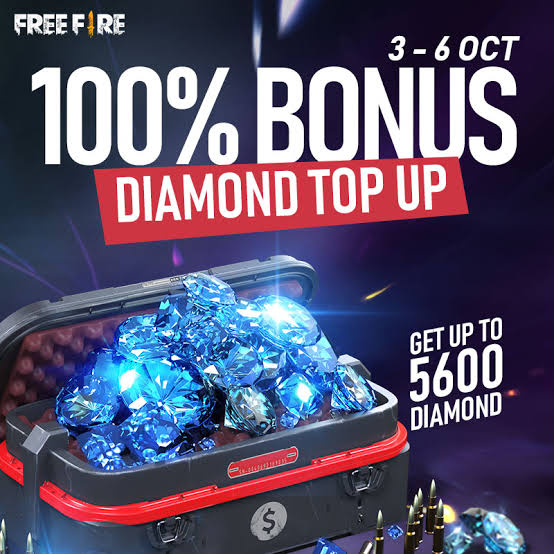 FREE FIRE
3 - 6 OCT
100% BONUS
DIAMOND TOP UP
GET UP TO
5600
DIAMOND
$